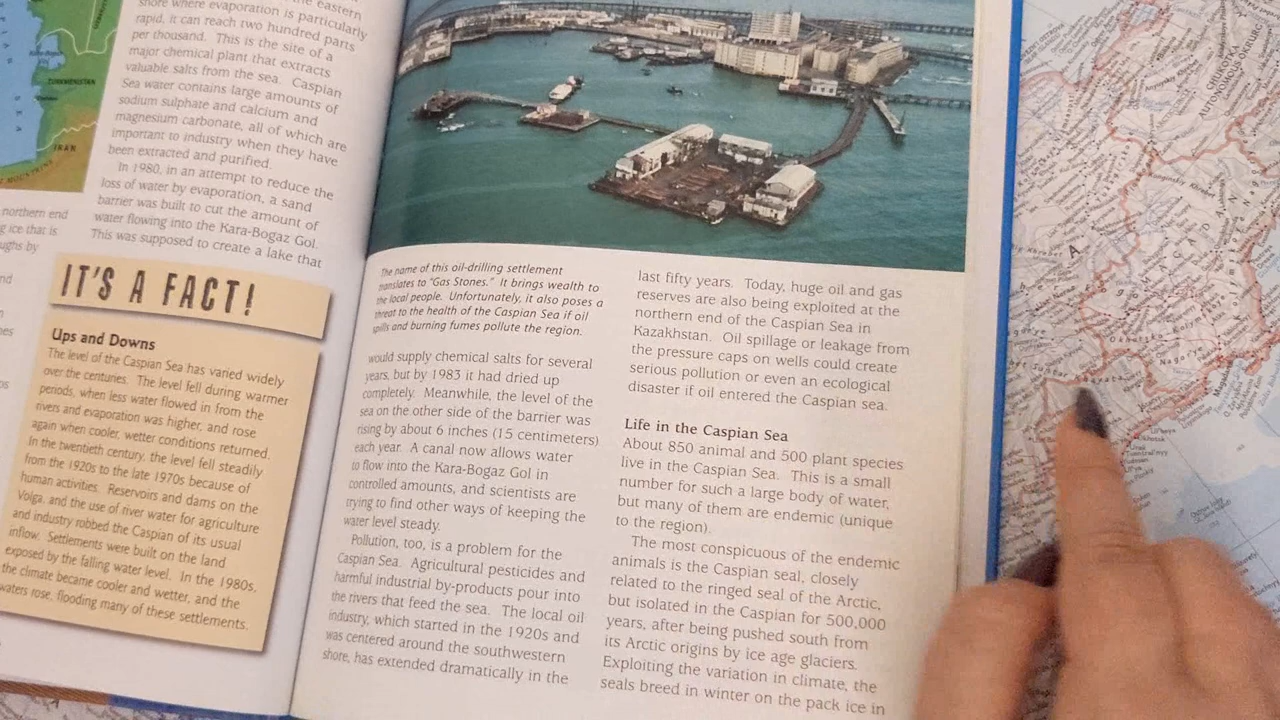 TURKMENISTAN
IRAN
the eastern
shore where evaporation is particularly
rapid, it can reach two hundred parts
per thousand. This is the site of a
major chemical plant that extracts
valuable salts from the sea. Caspian
Sea water contains large amounts of
sodium sulphate and calcium and
magnesium carbonate, all of which are
important to industry when they have
been extracted and purified.
In 1980, in an attempt to reduce the
loss of water by evaporation, a sand
barrier was built to cut the amount of
water flowing into the Kara-Bogaz Gol.
This was supposed to create a lake that
northern end
ice that is
IT'S A FACT!
Ups and Downs
The level of the Caspian Sea has varied widely
over the centuries. The level fell during warmer
periods, when less water flowed in from the
rivers and evaporation was higher, and rose
again when cooler, wetter conditions returned.
In the twentieth century, the level fell steadily
from the 1920s to the late 1970s because of
human activities. Reservoirs and dams on the
Volga, and the use of river water for agriculture
and industry robbed the Caspian of its usual
inflow. Settlements were built on the land
exposed by the falling water level. In the 1980s,
the climate became cooler and wetter, and the
waters rose, flooding many of these settlements.
The name of this oil-drilling settlement
translates to "Gas Stones." It brings wealth to
the local people. Unfortunately, it also poses a
threat to the health of the Caspian Sea if oil
spills and burning fumes pollute the region.
would supply chemical salts for several
years, but by 1983 it had dried up
completely. Meanwhile, the level of the
sea on the other side of the barrier was
rising by about 6 inches (15 centimeters)
each year. A canal now allows water
to flow into the Kara-Bogaz Gol in
controlled amounts, and scientists are
trying to find other ways of keeping the
water level steady.
Pollution, too, is a problem for the
Caspian Sea. Agricultural pesticides and
harmful industrial by-products pour into
the rivers that feed the sea. The local oil
industry, which started in the 1920s and
was centered around the southwestern
shore, has extended dramatically in the
last fifty years. Today, huge oil and gas
reserves are also being exploited at the
northern end of the Caspian Sea in
Kazakhstan. Oil spillage or leakage from
the pressure caps on wells could create
serious pollution or even an ecological
disaster if oil entered the Caspian sea.
Life in the Caspian Sea
About 850 animal and 500 plant species
live in the Caspian Sea. This is a small
number for such a large body of water,
but many of them are endemic (unique
to the region).
The most conspicuous of the endemic
animals is the Caspian seal, closely
related to the ringed seal of the Arctic,
but isolated in the Caspian for 500,000
years, after being pushed south from
its Arctic origins by ice age glaciers.
Exploiting the variation in climate, the
seals breed in winter on the pack ice in
AUTONOMOUS OKRUG